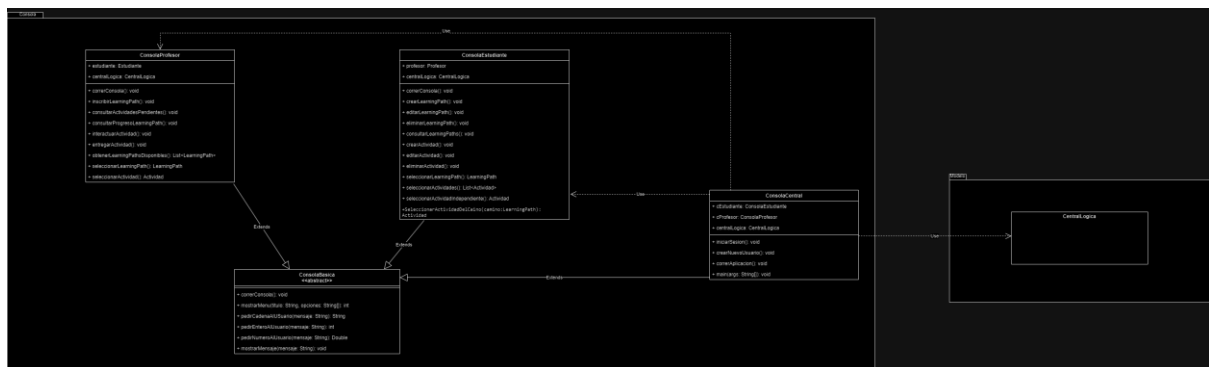 Consola
Use
ConsolaProfesor
+ estudiante: Estudiante
+ centralLogica: CentralLogica
+ correrConsola(): void
+ inscribirLearningPath(): void
+ consultarActividadesPendientes(): void
+ consultarProgresoLearningPath(): void
+ interactuarActividad(): void
+ entregarActividad(): void
+ obtenerLearningPathsDisponibles(): List<LearningPath>
+ seleccionarLearningPath(): LearningPath
+ seleccionarActividad(): Actividad
ConsolaEstudiante
+ profesor: Profesor
+ centralLogica: CentralLogica
+ correrConsola(): void
+ crearLearningPath(): void
+ editarLearningPath(): void
+ eliminarLearningPath(): void
+ consultarLearningPaths(): void
+ crearActividad(): void
+ editarActividad(): void
+ eliminarActividad(): void
+ seleccionarLearningPath(): LearningPath
+ seleccionarActividades(): List<Actividad>
+ seleccionarActividadIndependiente(): Actividad
Actividad
Use
ConsolaCentral
+ cEstudiante: ConsolaEstudiante
+ cProfesor: ConsolaProfesor
+ centralLogica: CentralLogica
+ iniciarSesion(): void
+ crearNuevoUsuario(): void
+ correrAplicacion(): void
+ main(args: String[]): void
Use
Modelo
CentralLogica
Extends
Extends
Extends
ConsolaBasica
<<abstract>>
+ correrConsola(): void
+ mostrarMenu(titulo: String, opciones: String[]): int
+ pedirCadenaAlUsuario(mensaje: String): String
+ pedirEnteroAlUsuario(mensaje: String): int
+ pedirNumeroAlUsuario(mensaje: String): Double
+ mostrarMensaje(mensaje: String): void